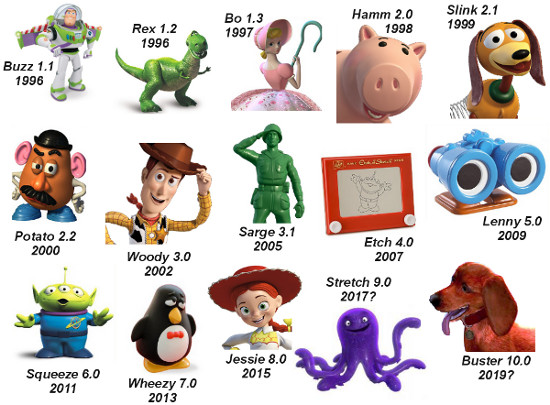 Buzz 1.1
1996
Rex 1.2
1996
Bo 1.3
1997
Hamm 2.0
1998
Slink 2.1
1999
Potato 2.2
2000
Woody 3.0
2002
Sarge 3.1
2005
Etch A Sketch
Etch 4.0
2007
Lenny 5.0
2009
Squeeze 6.0
2011
Wheezy 7.0
2013
Jessie 8.0
2015
Stretch 9.0
2017?
Buster 10.0
2019?